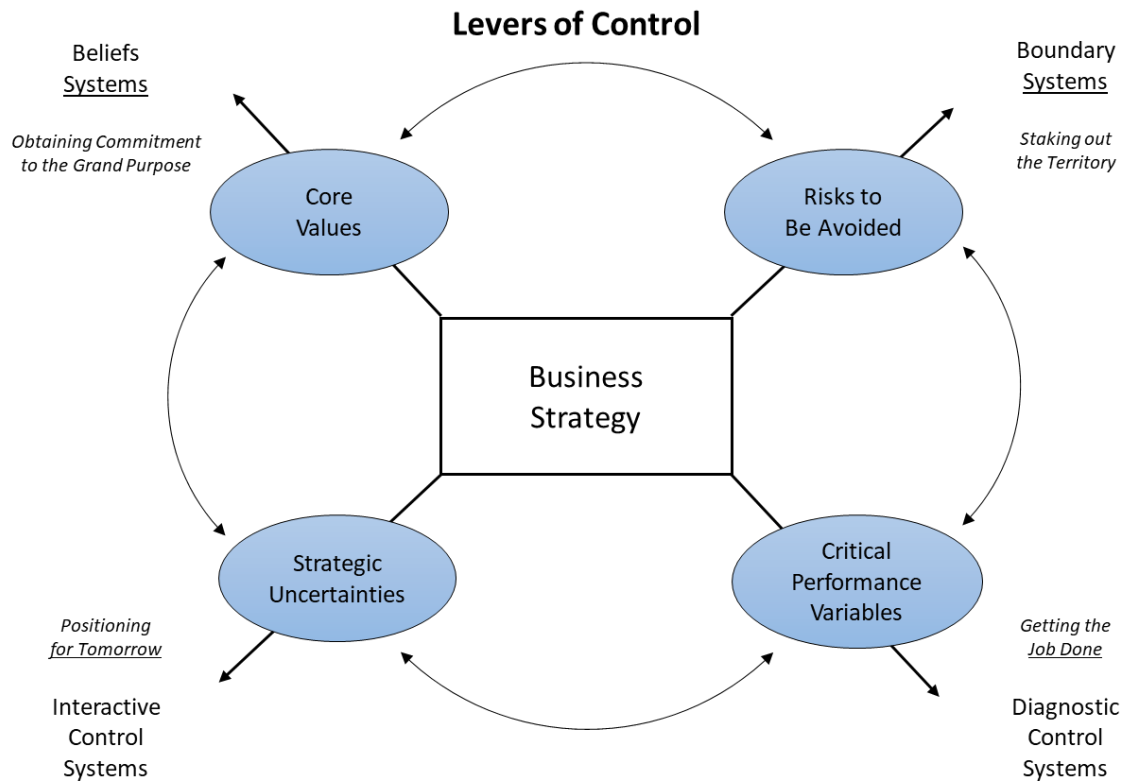 Levers of Control
Beliefs
Systems
Obtaining Commitment
to the Grand Purpose
Boundary
Systems
Staking out
the Territory
Core
Values
Risks to
Be Avoided
Business
Strategy
Strategic
Uncertainties
Critical
Performance
Variables
Positioning
for Tomorrow
Interactive
Control
Systems
Getting the
Job Done
Diagnostic
Control
Systems